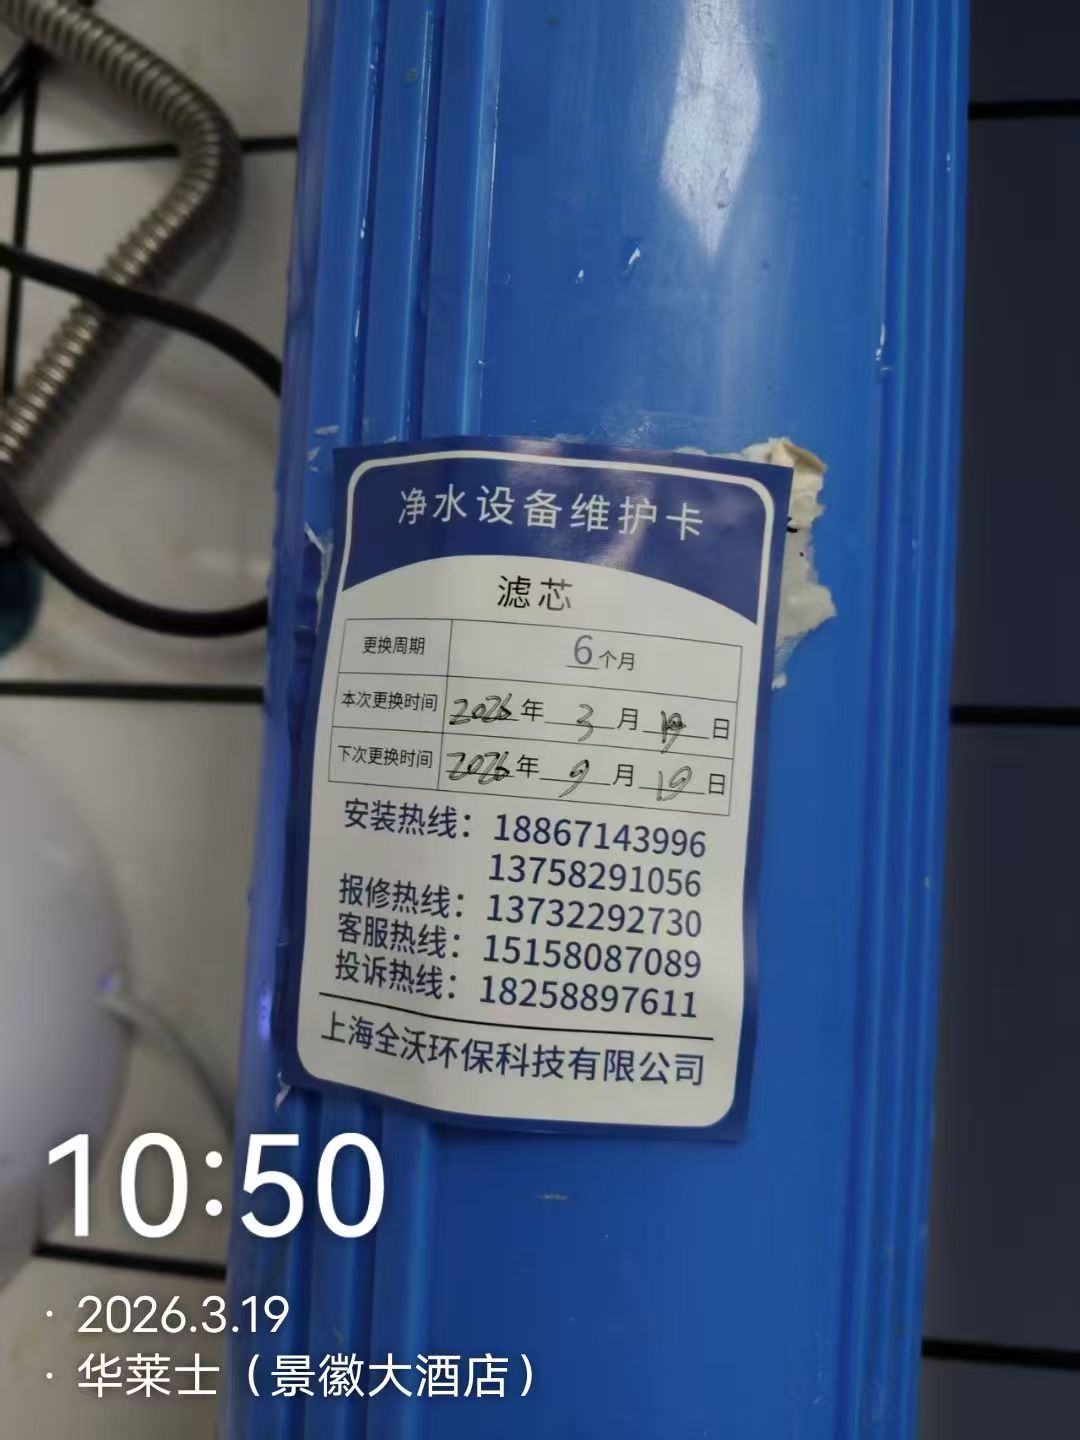 净水设备维护卡
滤芯
更换周期 6个月
本次更换时间 2026年3月19日
下次更换时间 2026年9月19日
安装热线：18867143996
13758291056
报修热线：13732292730
客服热线：15158087089
投诉热线：18258897611
上海全沃环保科技有限公司
10:50
· 2026.3.19
· 华莱士（景徽大酒店）